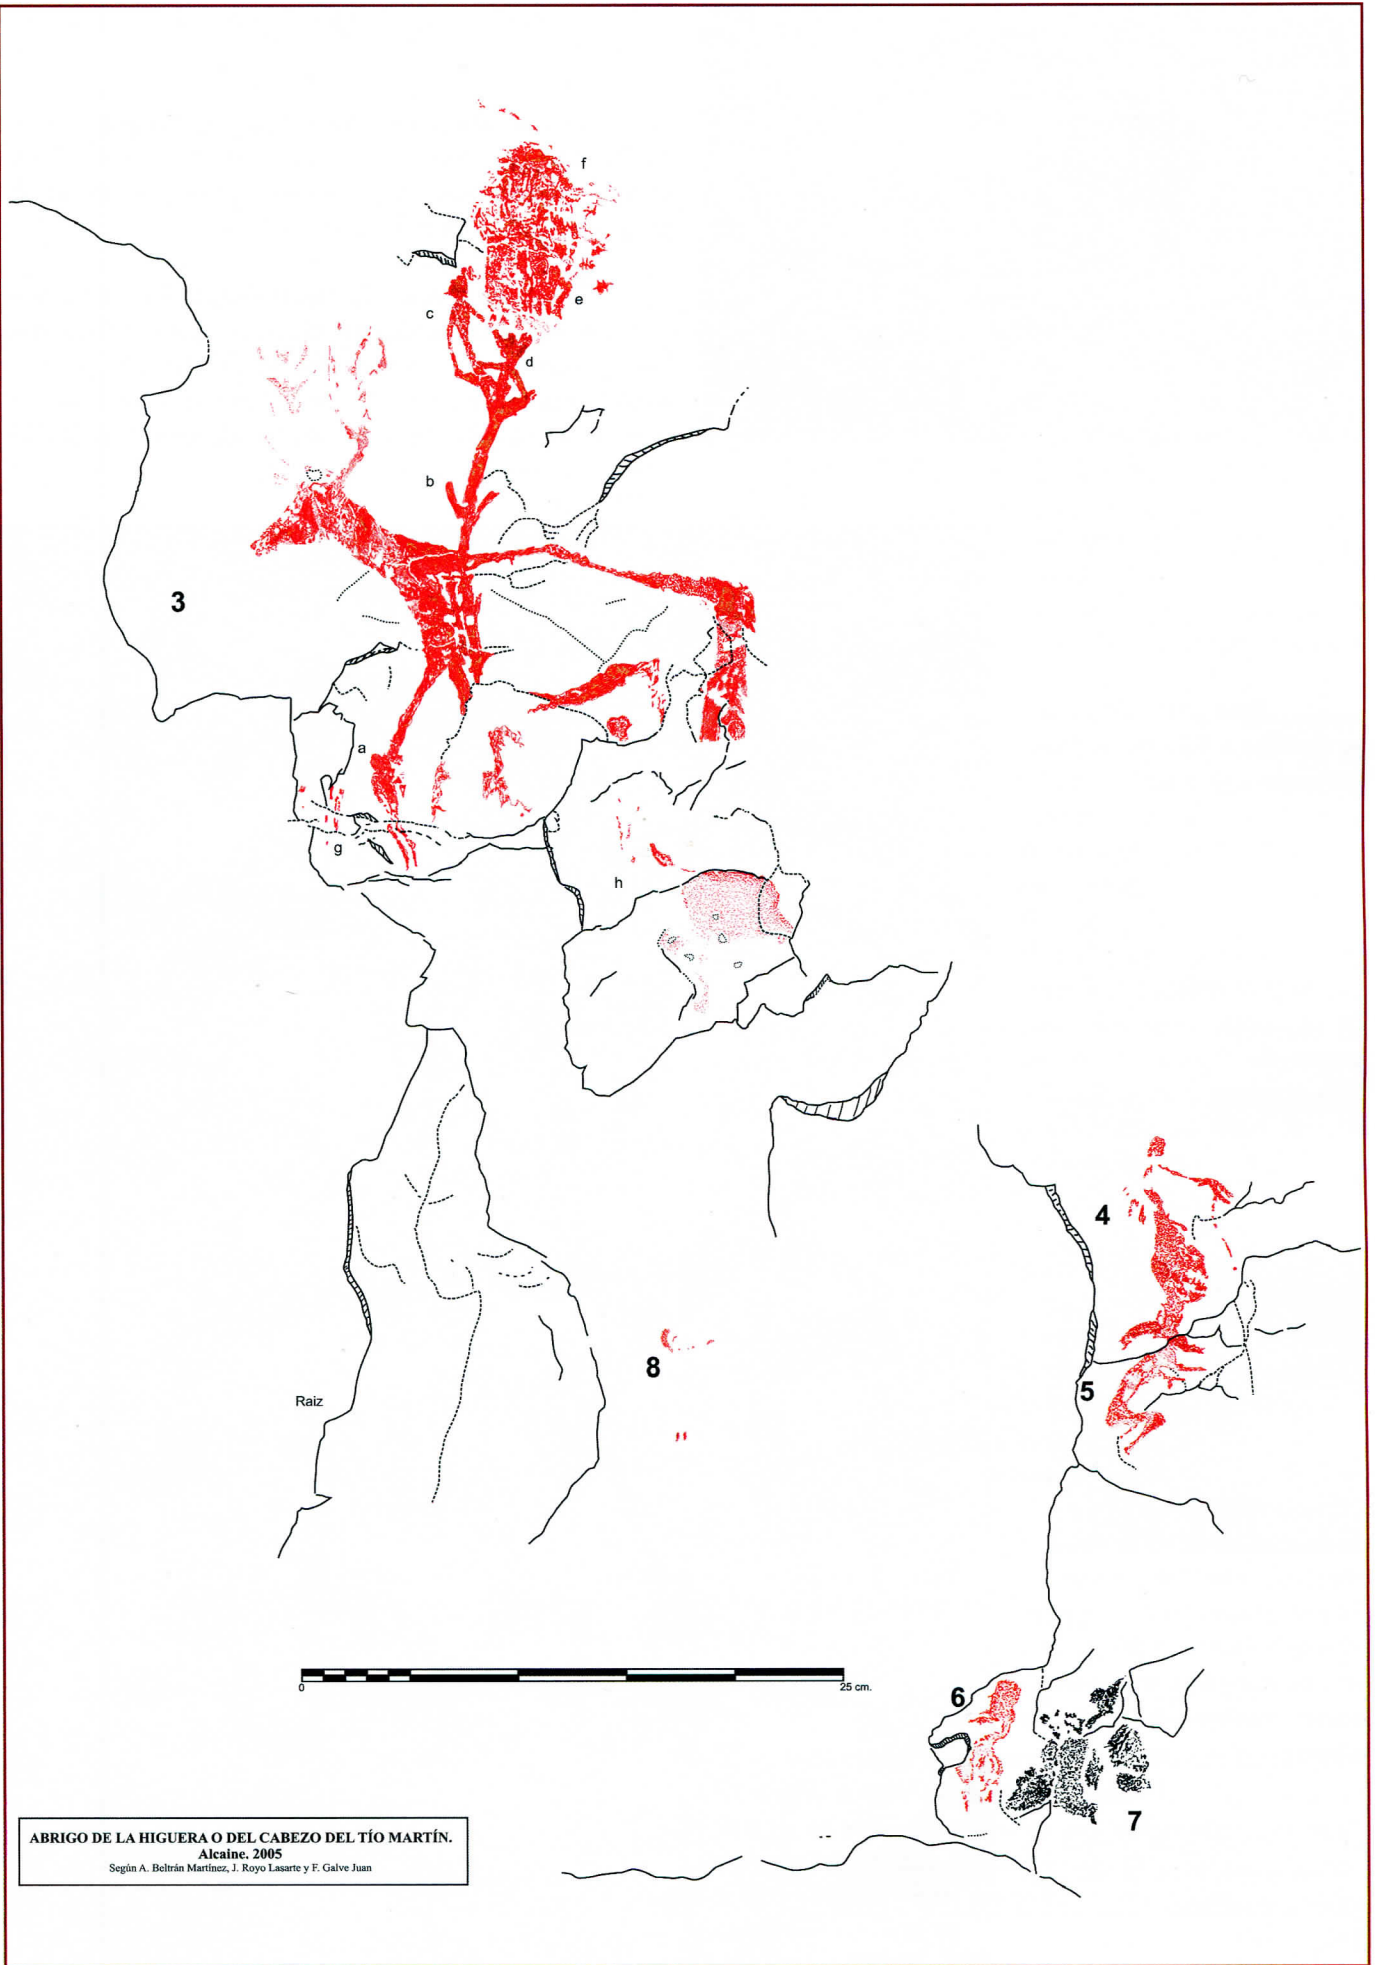 f
e
c
d
b
3
a
g
h
4
5
8
Raiz
0
25 cm.
6
7
ABRIGO DE LA HIGUERA O DEL CABEZO DEL TÍO MARTÍN.
Alcaine. 2005
Según A. Beltrán Martínez, J. Royo Lasarte y F. Galve Juan